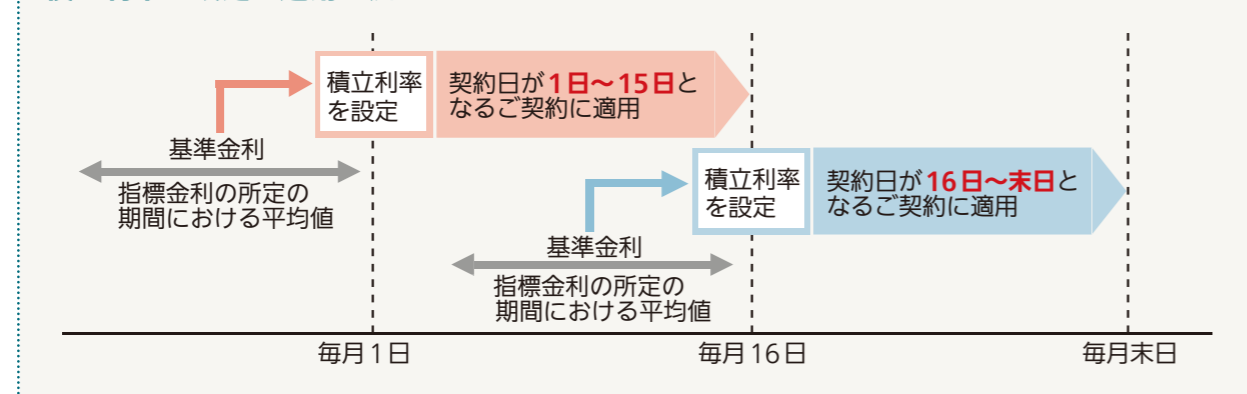 積立利率
を設定
契約日が1日～15日と
なるご契約に適用
基準金利
指標金利の所定の
期間における平均値
積立利率
を設定
契約日が16日～末日と
なるご契約に適用
基準金利
指標金利の所定の
期間における平均値
毎月1日
毎月16日
毎月末日